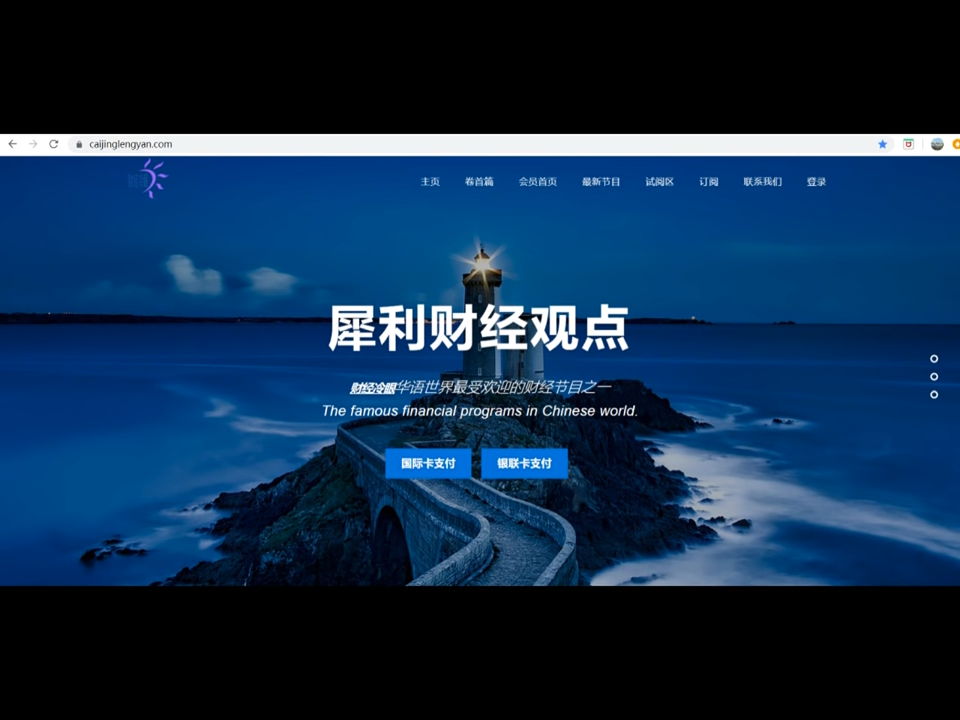 caijinglengyan.com
主页 卷首篇 会员首页 最新节目 试阅区 订阅 联系我们 登录
犀利财经观点
财经冷眼华语世界最受欢迎的财经节目之一
The famous financial programs in Chinese world.
国际卡支付 银联卡支付